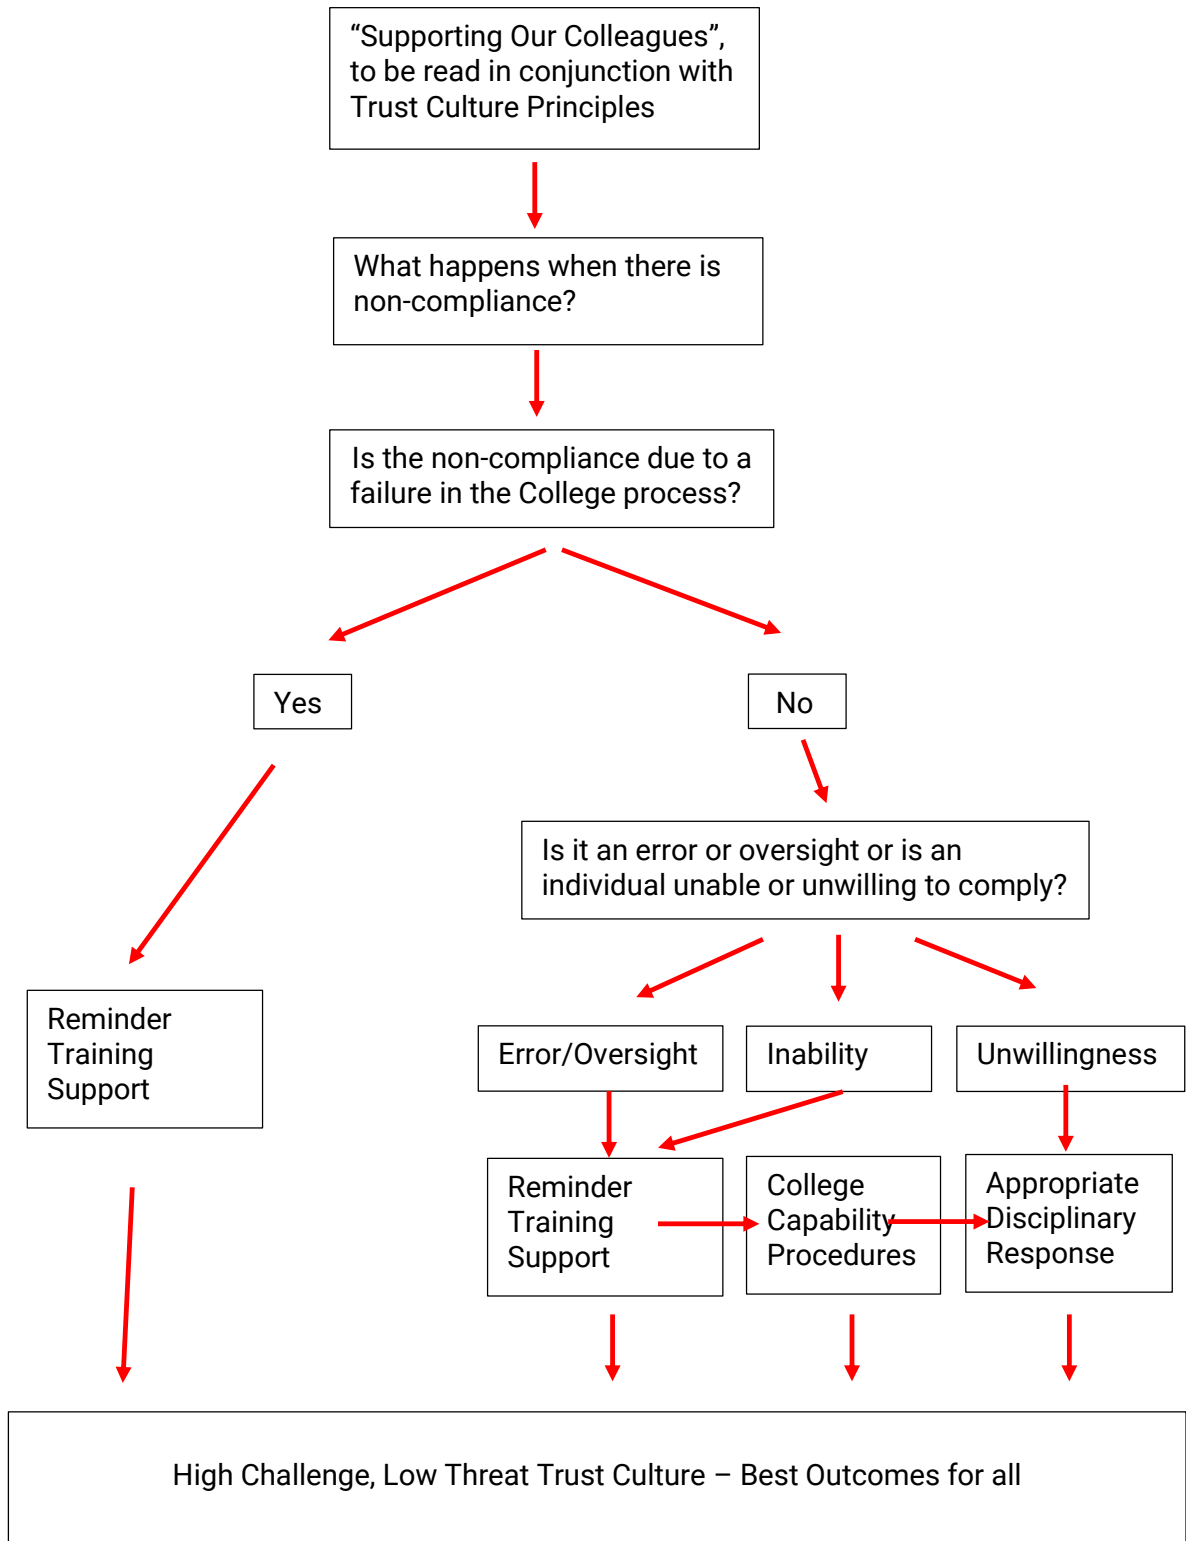 “Supporting Our Colleagues”,
to be read in conjunction with
Trust Culture Principles
What happens when there is
non-compliance?
Is the non-compliance due to a
failure in the College process?
Yes
No
Is it an error or oversight or is an
individual unable or unwilling to comply?
Reminder
Training
Support
Error/Oversight
Inability
Unwillingness
Reminder
Training
Support
College
Capability
Procedures
Appropriate
Disciplinary
Response
High Challenge, Low Threat Trust Culture – Best Outcomes for all